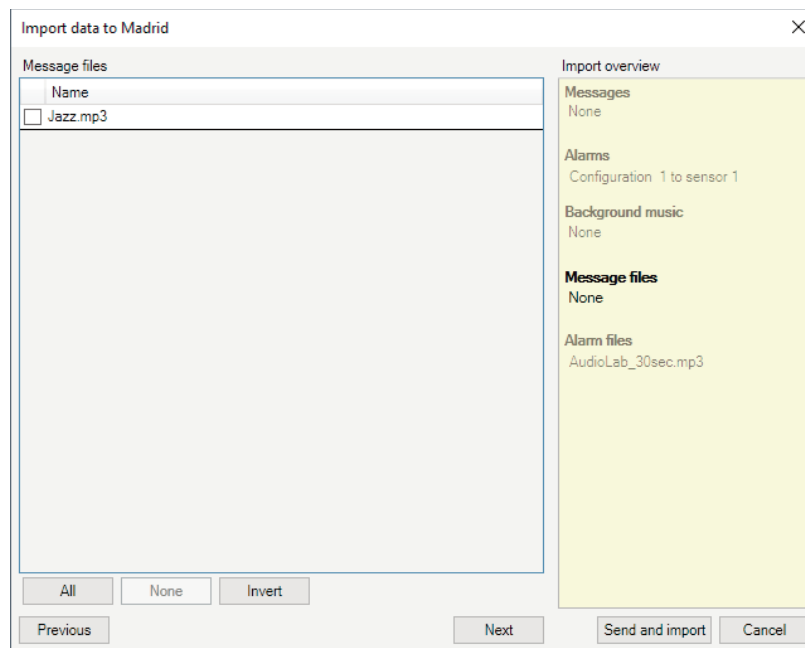 Import data to Madrid
Message files
Name
Jazz.mp3
All
None
Invert
Previous
Next
Import overview
Messages
None
Alarms
Configuration 1 to sensor 1
Background music
None
Message files
None
Alarm files
AudioLab_30sec.mp3
Send and import
Cancel